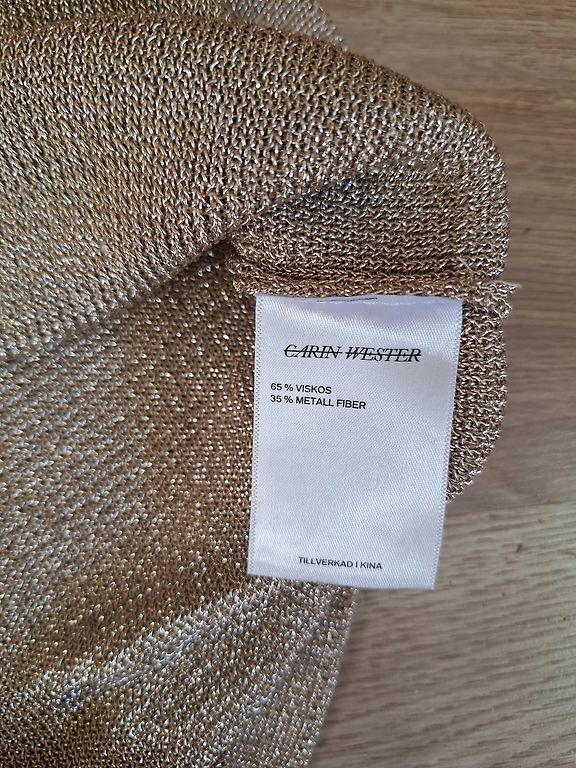 CARIN WESTER
65 % VISKOS
35 % METALL FIBER
TILLVERKAD I KINA